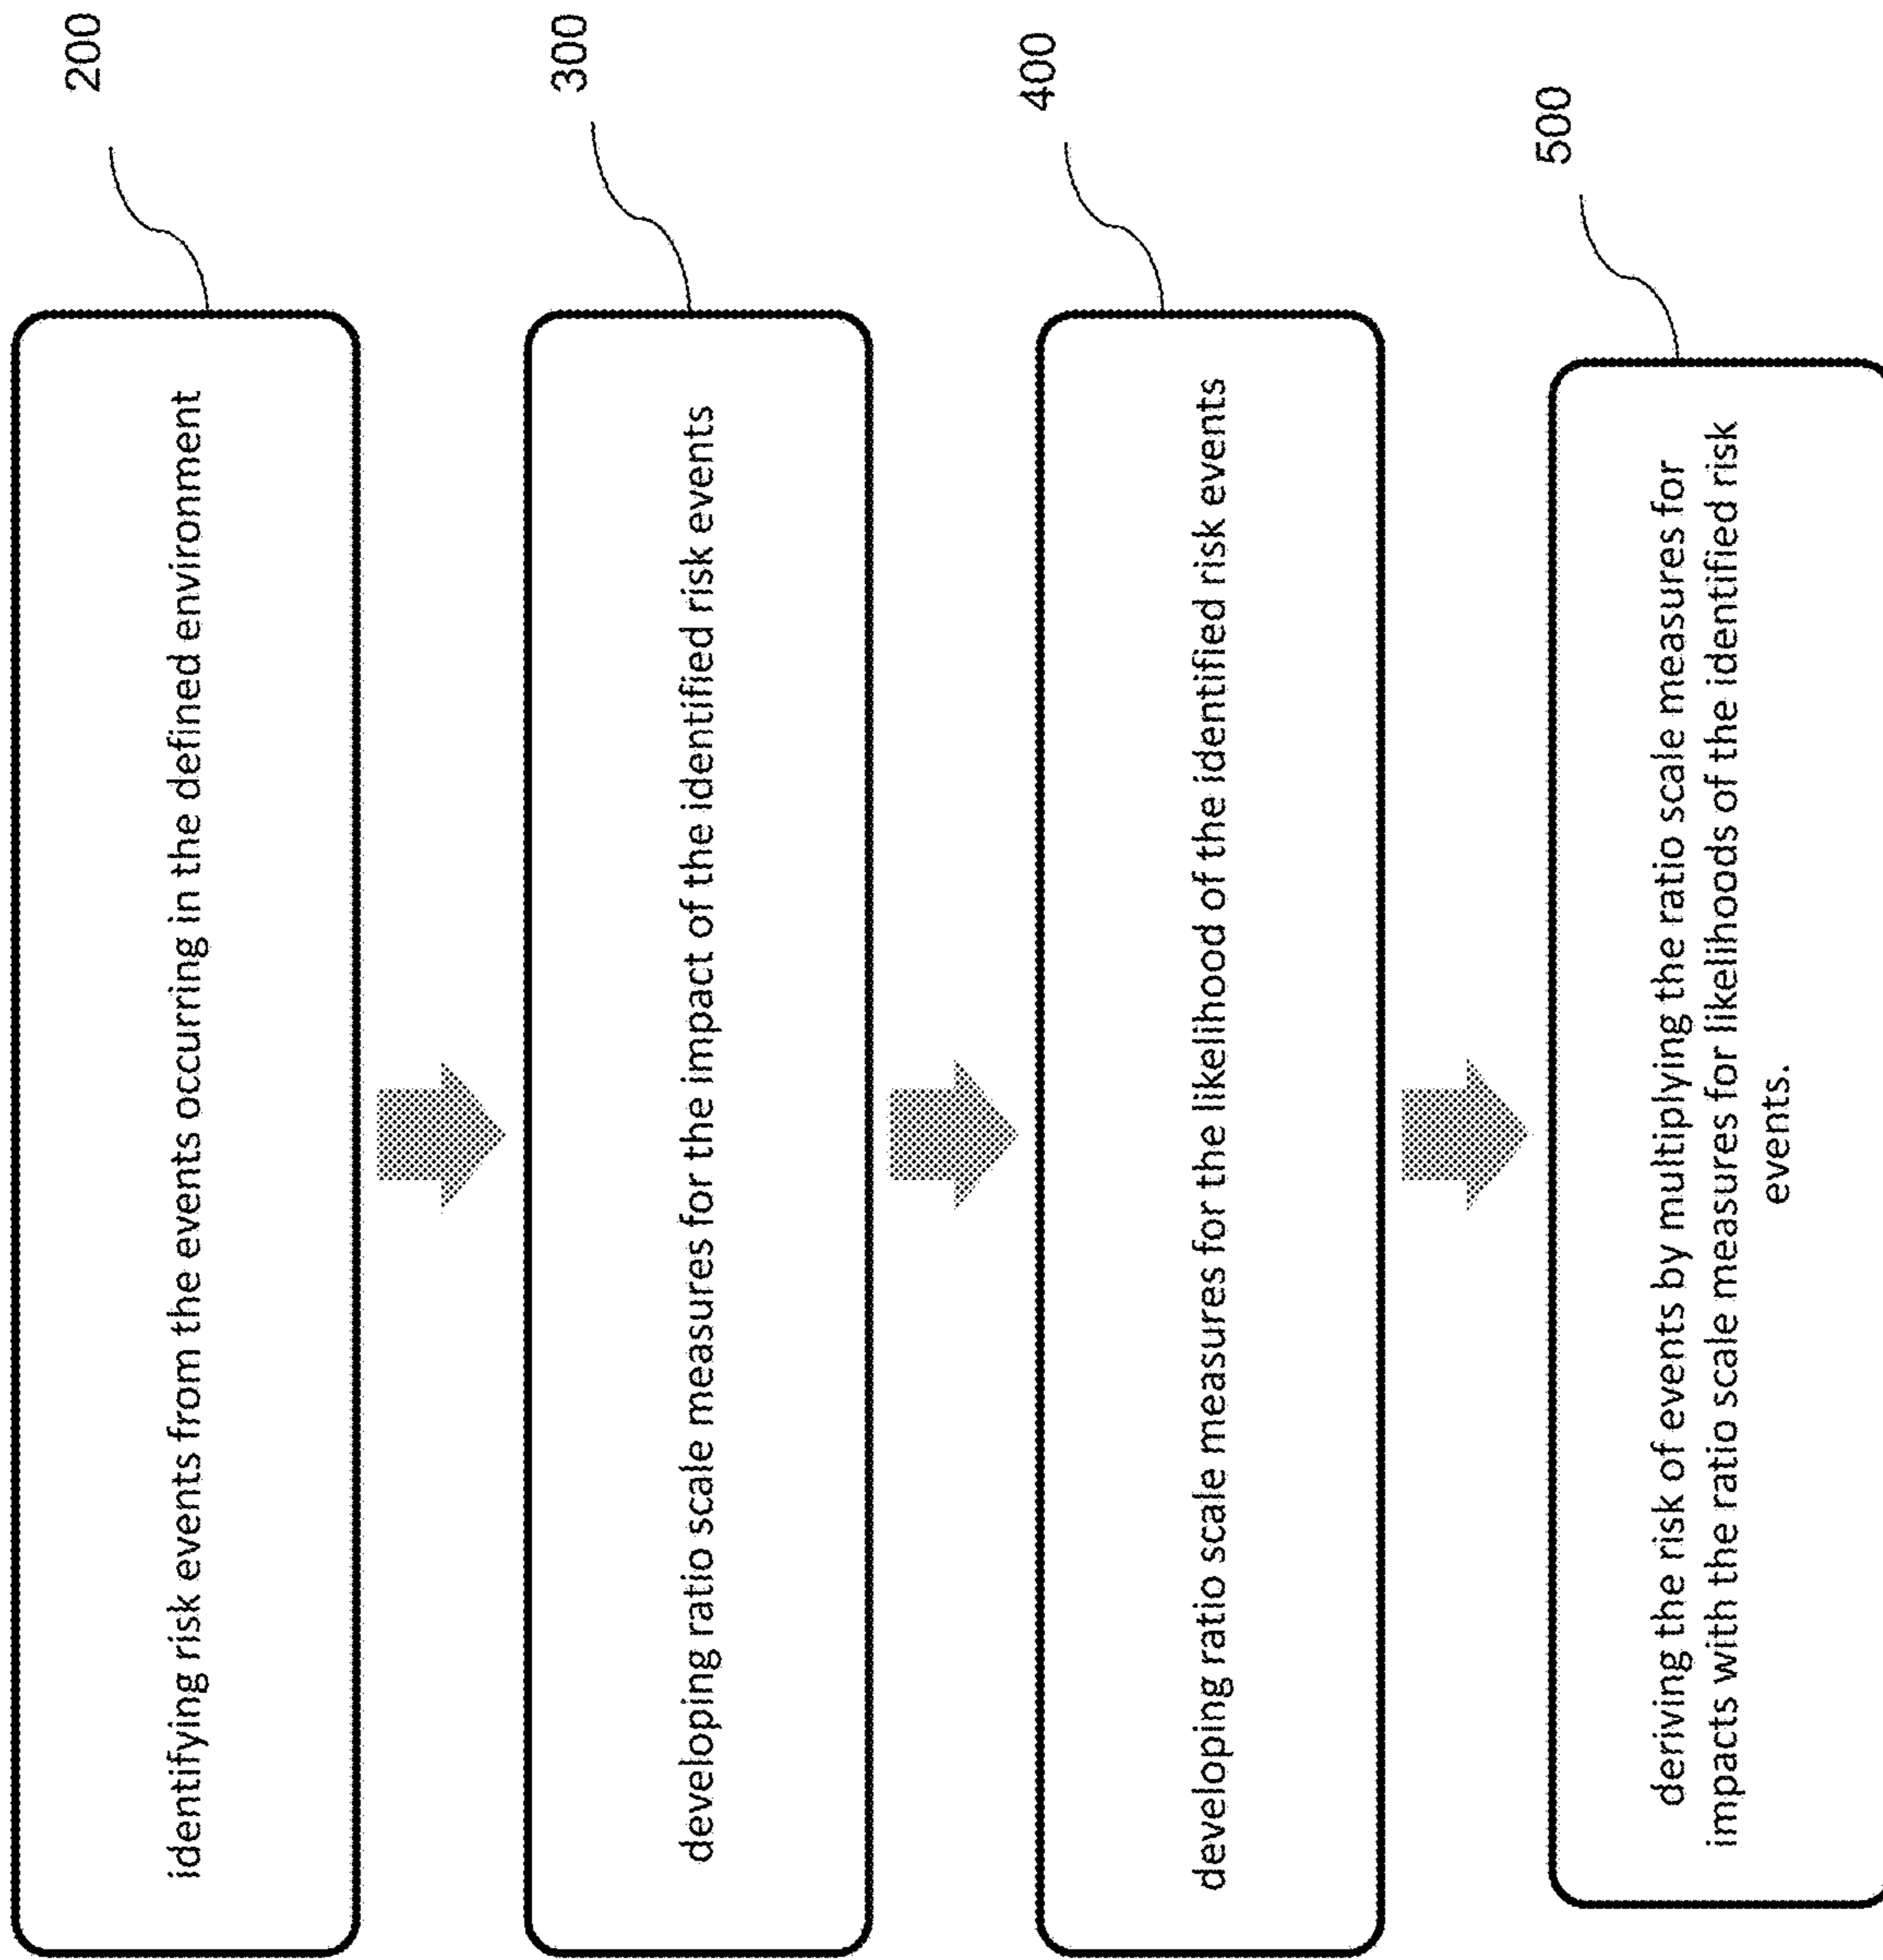 identifying risk events from the events occurring in the defined environment
200
developing ratio scale measures for the impact of the identified risk events
300
developing ratio scale measures for the likelihood of the identified risk events
400
deriving the risk of events by multiplying the ratio scale measures for
impacts with the ratio scale measures for likelihoods of the identified risk
events.
500